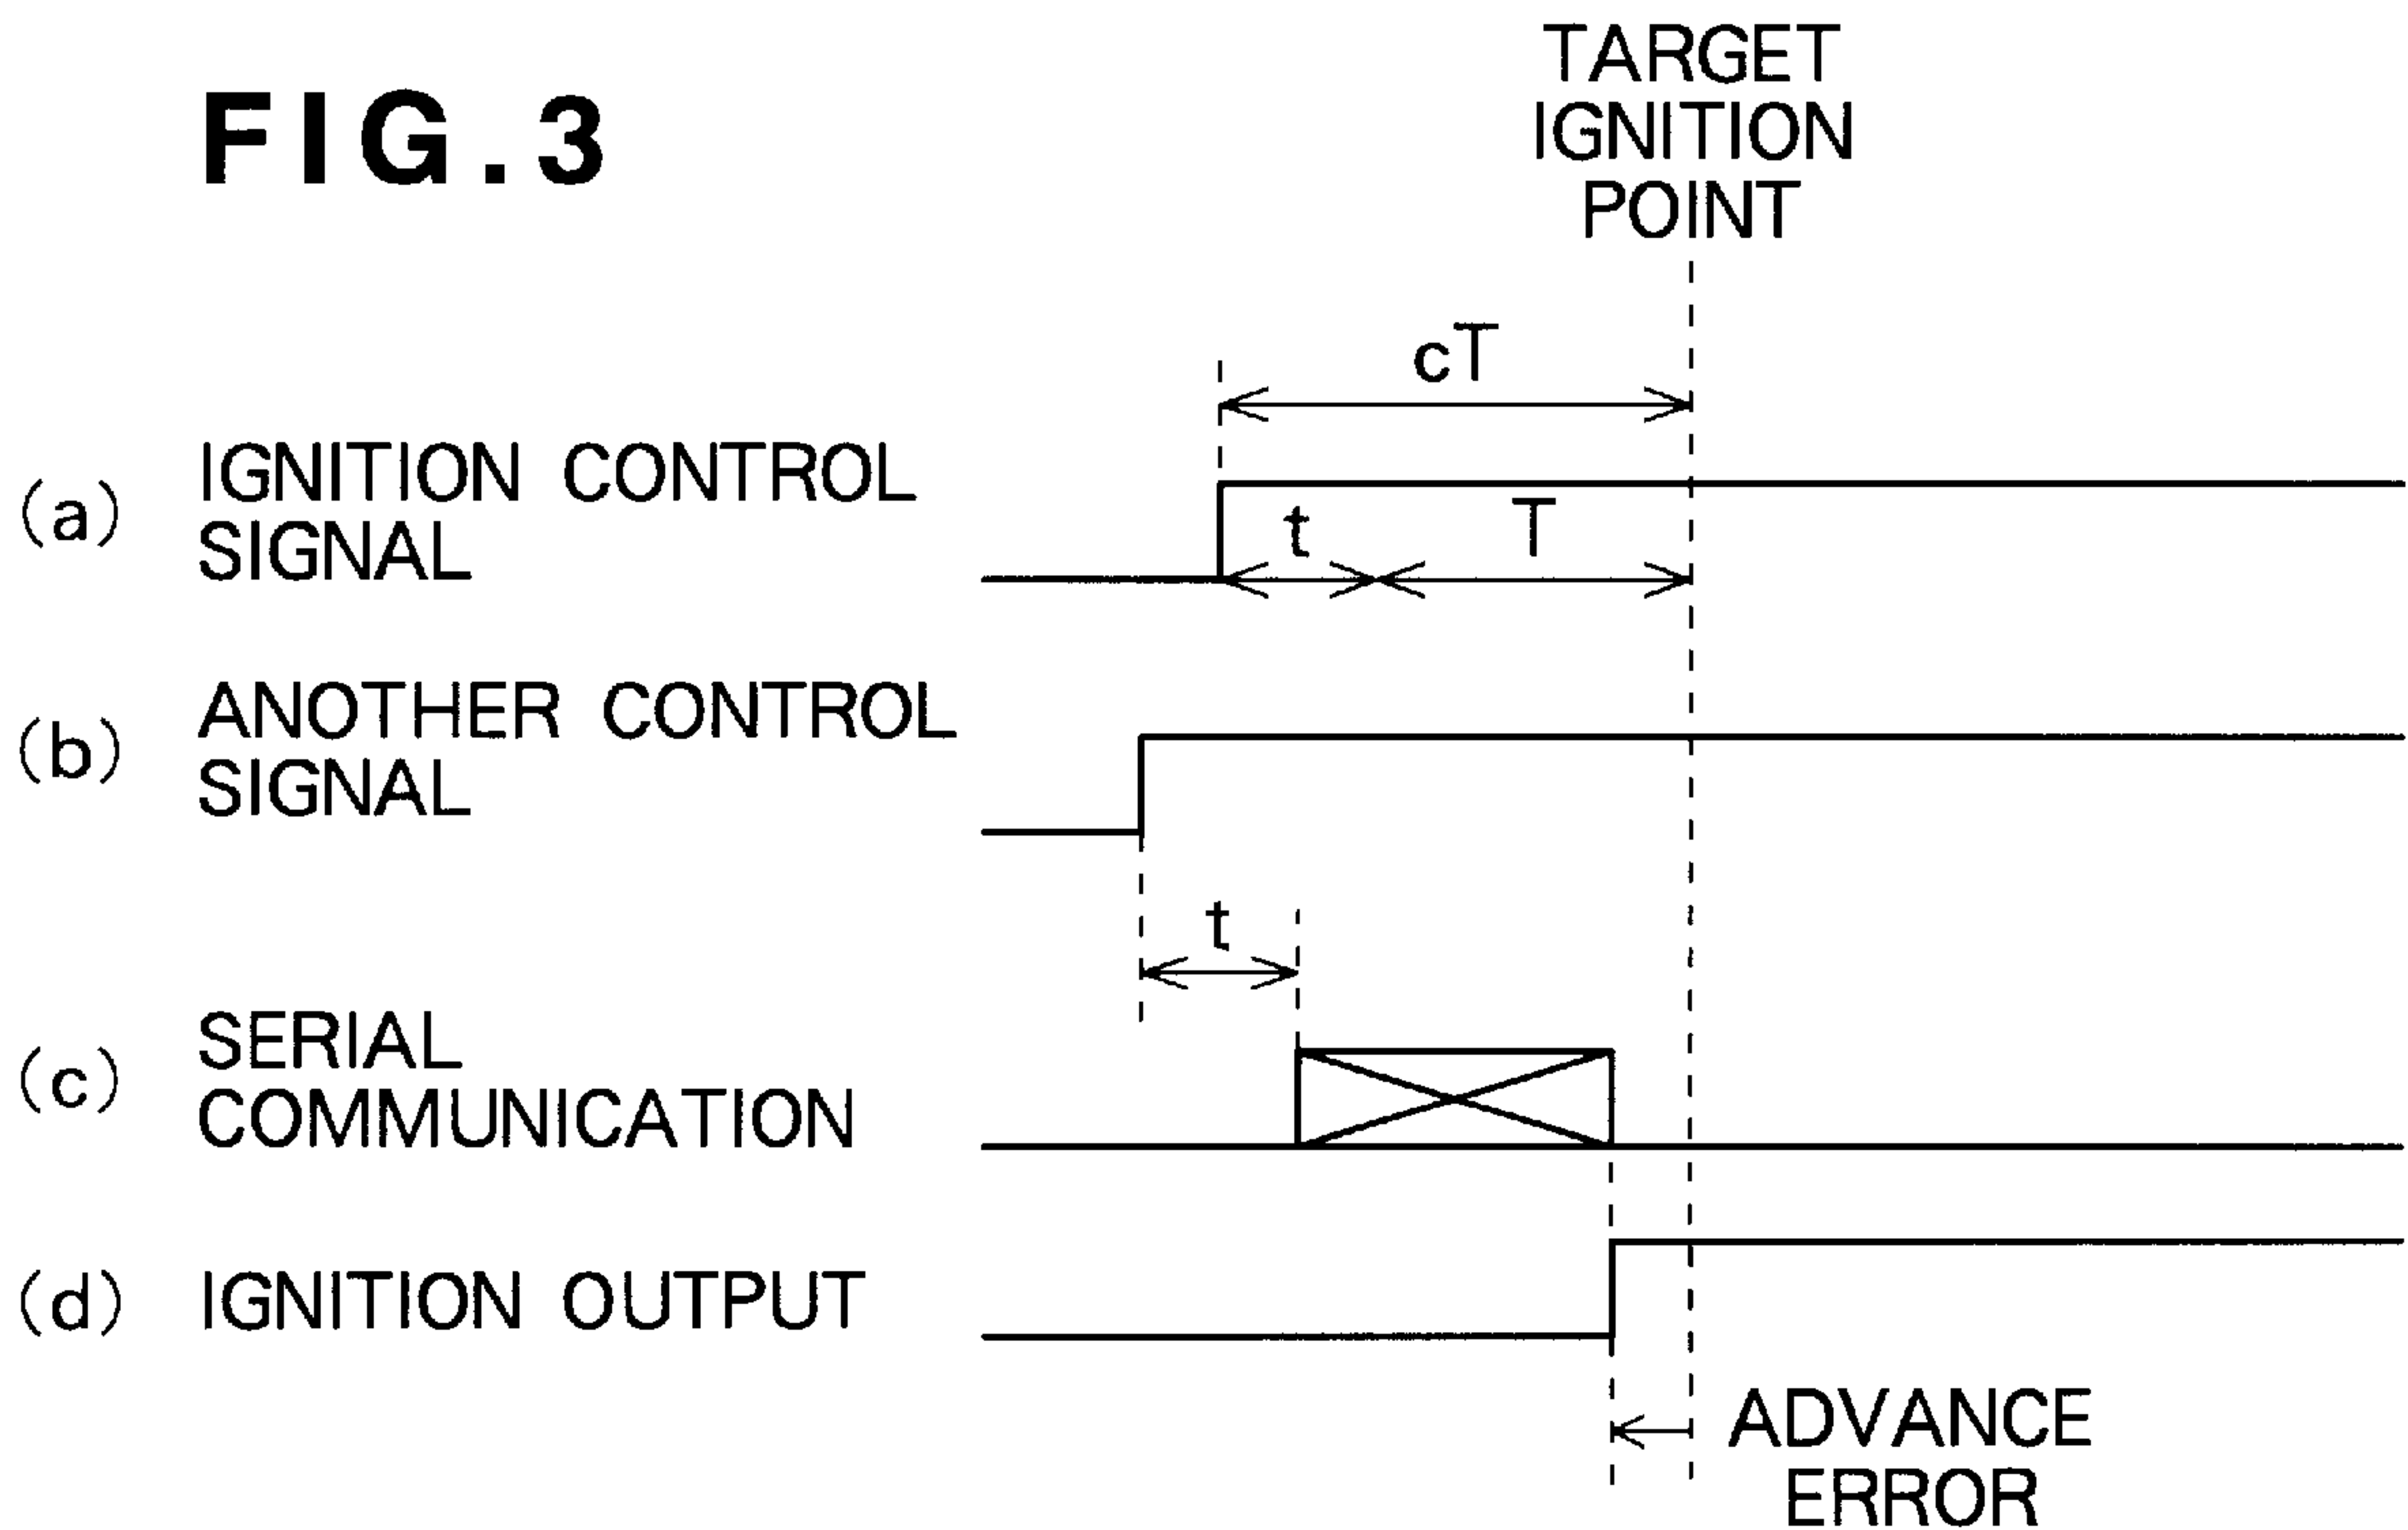 FIG.3
TARGET
IGNITION
POINT
cT
(a) IGNITION CONTROL
SIGNAL
t
T
(b) ANOTHER CONTROL
SIGNAL
t
(c) SERIAL
COMMUNICATION
(d) IGNITION OUTPUT
ADVANCE
ERROR